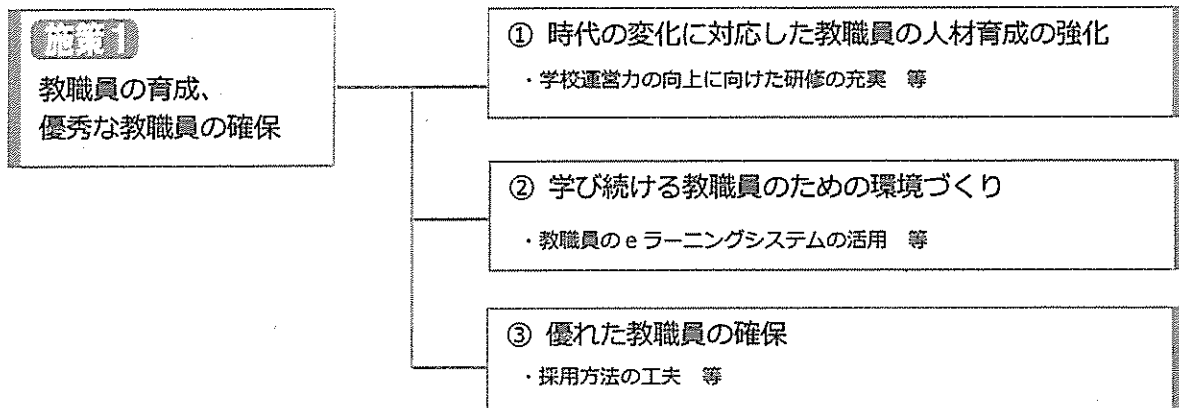 施策1
教職員の育成、
優秀な教職員の確保
① 時代の変化に対応した教職員の人材育成の強化
・学校運営力の向上に向けた研修の充実　等
② 学び続ける教職員のための環境づくり
・教職員のeラーニングシステムの活用　等
③ 優れた教職員の確保
・採用方法の工夫　等